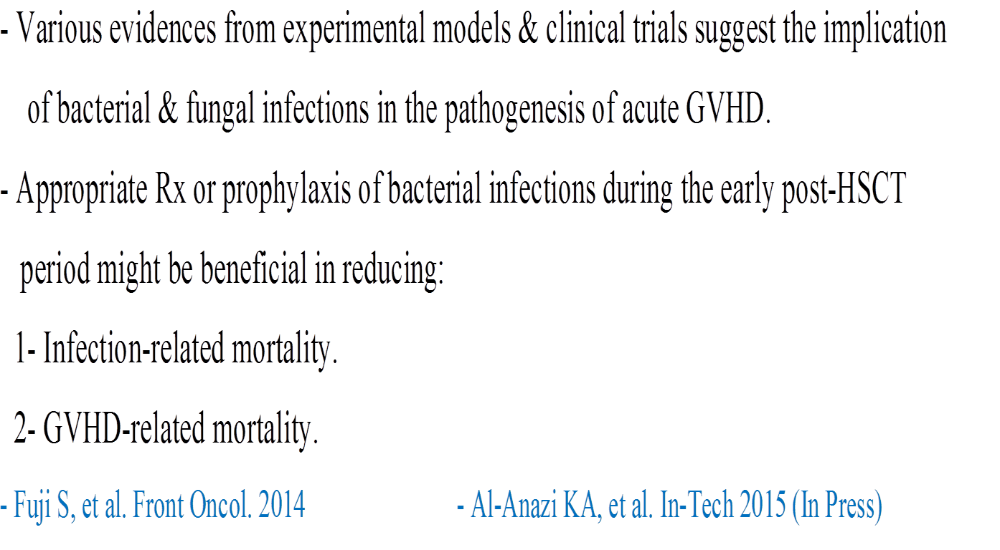 - Various evidences from experimental models & clinical trials suggest the implication
of bacterial & fungal infections in the pathogenesis of acute GVHD.
- Appropriate Rx or prophylaxis of bacterial infections during the early post-HSCT
period might be beneficial in reducing:
1- Infection-related mortality.
2- GVHD-related mortality.
- Fuji S, et al. Front Oncol. 2014 - Al-Anazi KA, et al. In-Tech 2015 (In Press)